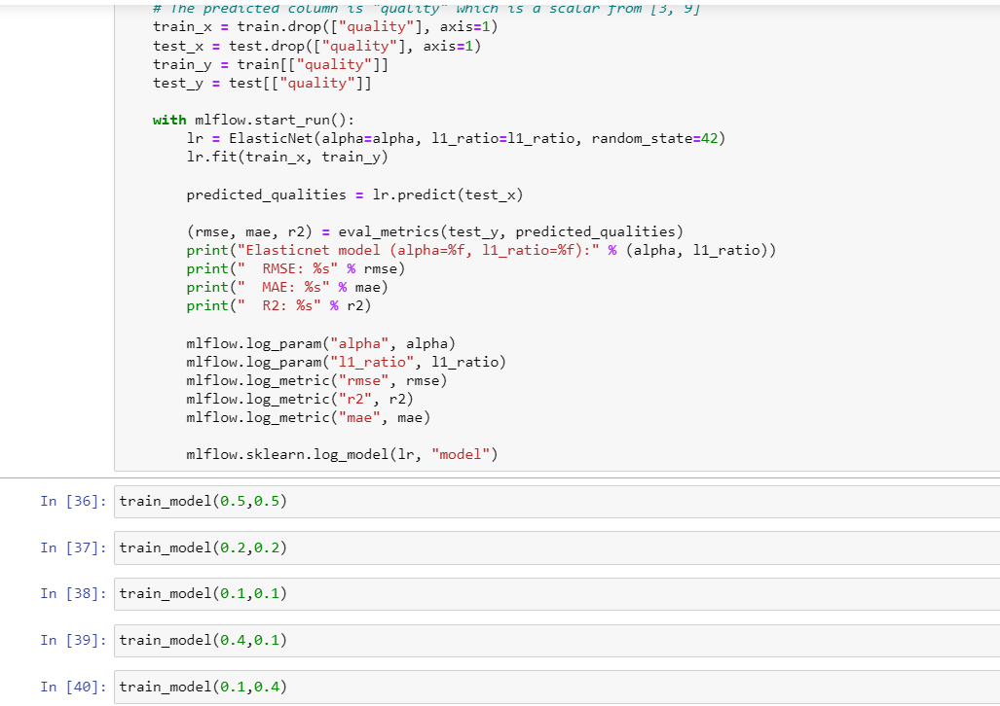 # The predicted column is "quality" which is a scalar from [3, 9]
train_x = train.drop(["quality"], axis=1)
test_x = test.drop(["quality"], axis=1)
train_y = train[["quality"]]
test_y = test[["quality"]]
with mlflow.start_run():
lr = ElasticNet(alpha=alpha, l1_ratio=l1_ratio, random_state=42)
lr.fit(train_x, train_y)
predicted_qualities = lr.predict(test_x)
(rmse, mae, r2) = eval_metrics(test_y, predicted_qualities)
print("Elasticnet model (alpha=%f, l1_ratio=%f):" % (alpha, l1_ratio))
print("  RMSE: %s" % rmse)
print("  MAE: %s" % mae)
print("  R2: %s" % r2)
mlflow.log_param("alpha", alpha)
mlflow.log_param("l1_ratio", l1_ratio)
mlflow.log_metric("rmse", rmse)
mlflow.log_metric("r2", r2)
mlflow.log_metric("mae", mae)
mlflow.sklearn.log_model(lr, "model")
In [36]: train_model(0.5,0.5)
In [37]: train_model(0.2,0.2)
In [38]: train_model(0.1,0.1)
In [39]: train_model(0.4,0.1)
In [40]: train_model(0.1,0.4)